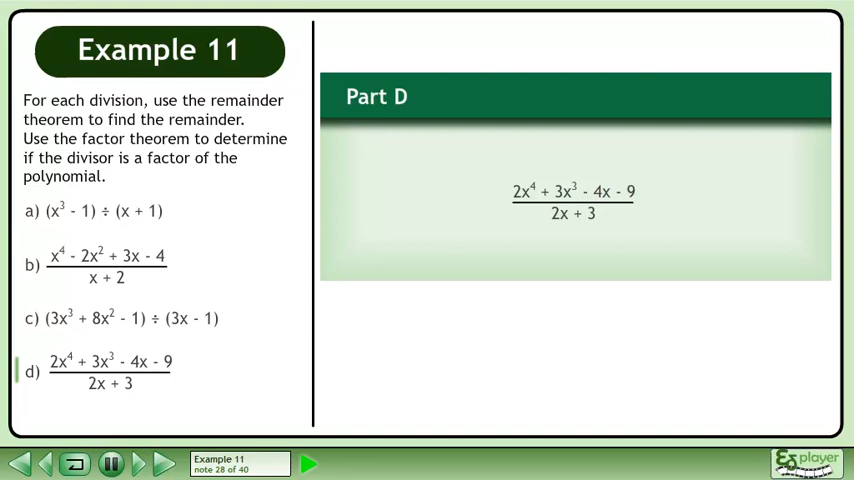 Example 11
For each division, use the remainder
theorem to find the remainder.
Use the factor theorem to determine
if the divisor is a factor of the
polynomial.
a) (x³ - 1) ÷ (x + 1)
b) x⁴ - 2x² + 3x - 4
x + 2
c) (3x³ + 8x² - 1) ÷ (3x - 1)
d) 2x⁴ + 3x³ - 4x - 9
2x + 3
Part D
2x⁴ + 3x³ - 4x - 9
2x + 3
Example 11
note 28 of 40
player